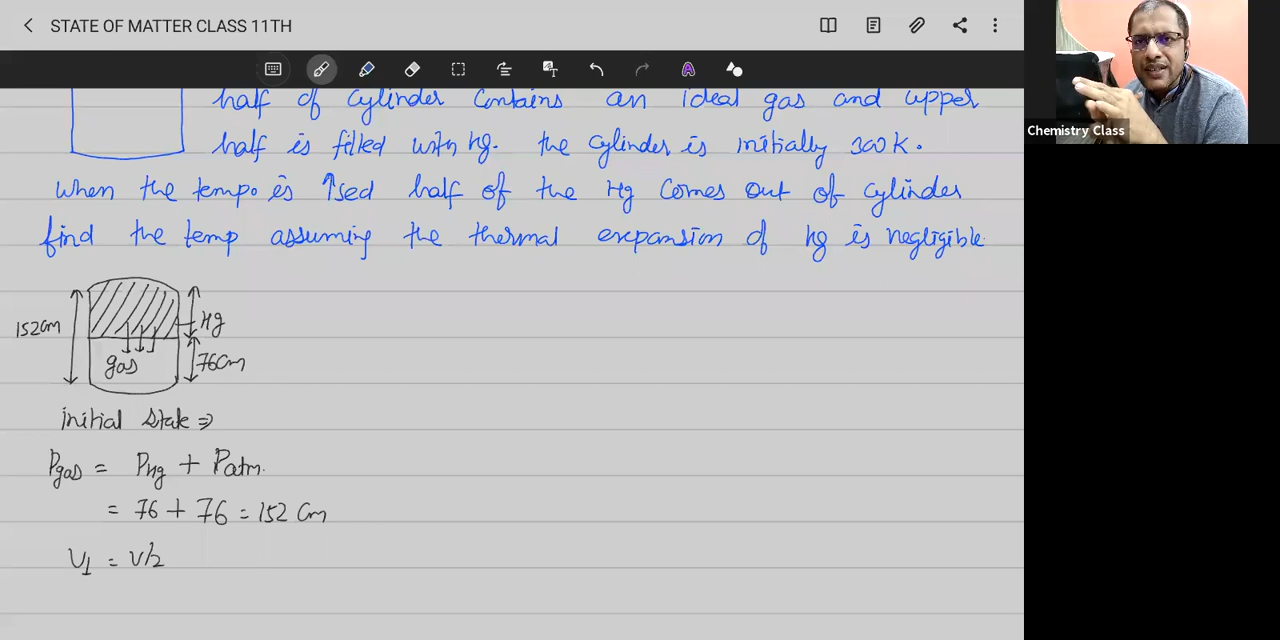 STATE OF MATTER CLASS 11TH
Chemistry Class
half of cylinder contains an ideal gas and upper
half is filled with hg. the cylinder is initially 300 K.
when the temp. is ↑sed half of the Hg comes out of cylinder
find the temp assuming the thermal expansion of hg is negligible.
152cm
Hg
gas
76cm
initial state ⇒
Pgas = PHg + Patm.
= 76 + 76 = 152 cm
V1 = V/2